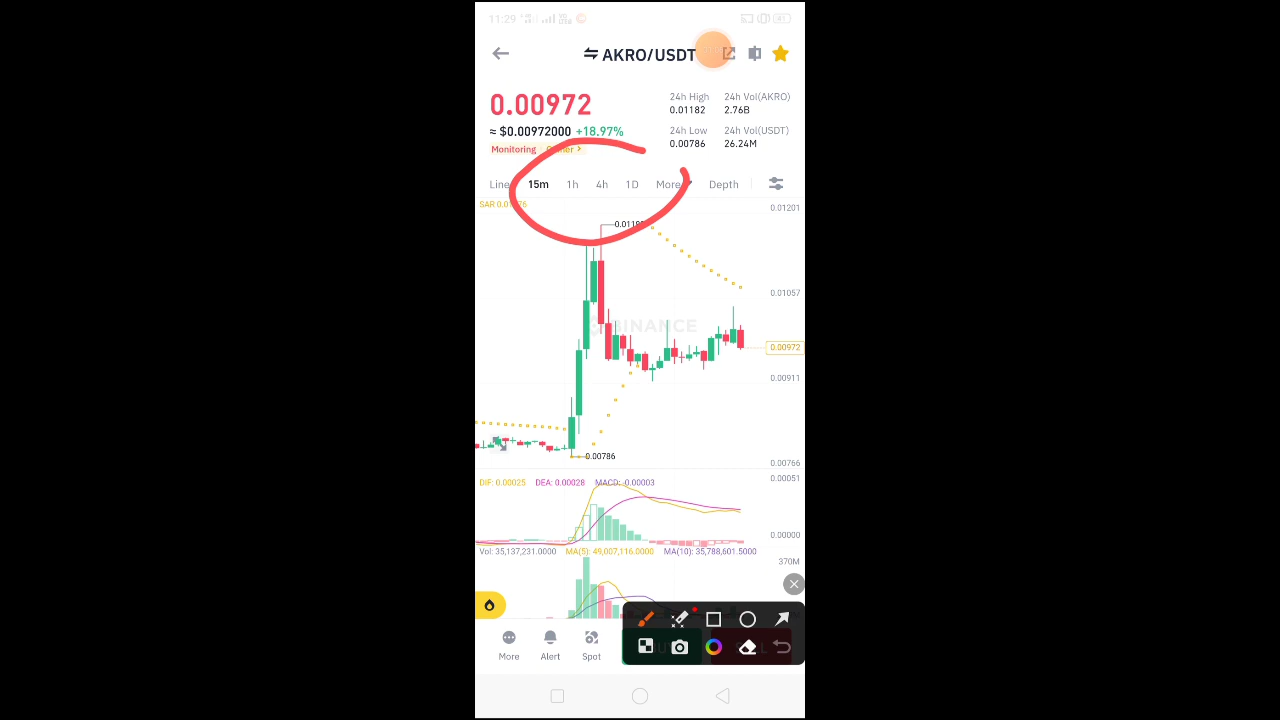 11:29
AKRO/USDT
0.00972
24h High
24h Vol(AKRO)
0.01182
2.76B
≈ $0.00972000 +18.97%
24h Low
24h Vol(USDT)
0.00786
26.24M
Monitoring
Line 15m 1h 4h 1D More Depth
SAR
0.01201
0.01057
BINANCE
0.00972
0.00911
0.00786
0.00766
0.00051
DIF: 0.00025 DEA: 0.00028 MACD: -0.00003
0.00000
Vol: 35,137,231.0000 MA(5): 49,007,116.0000 MA(10): 35,788,601.5000
370M
More Alert Spot